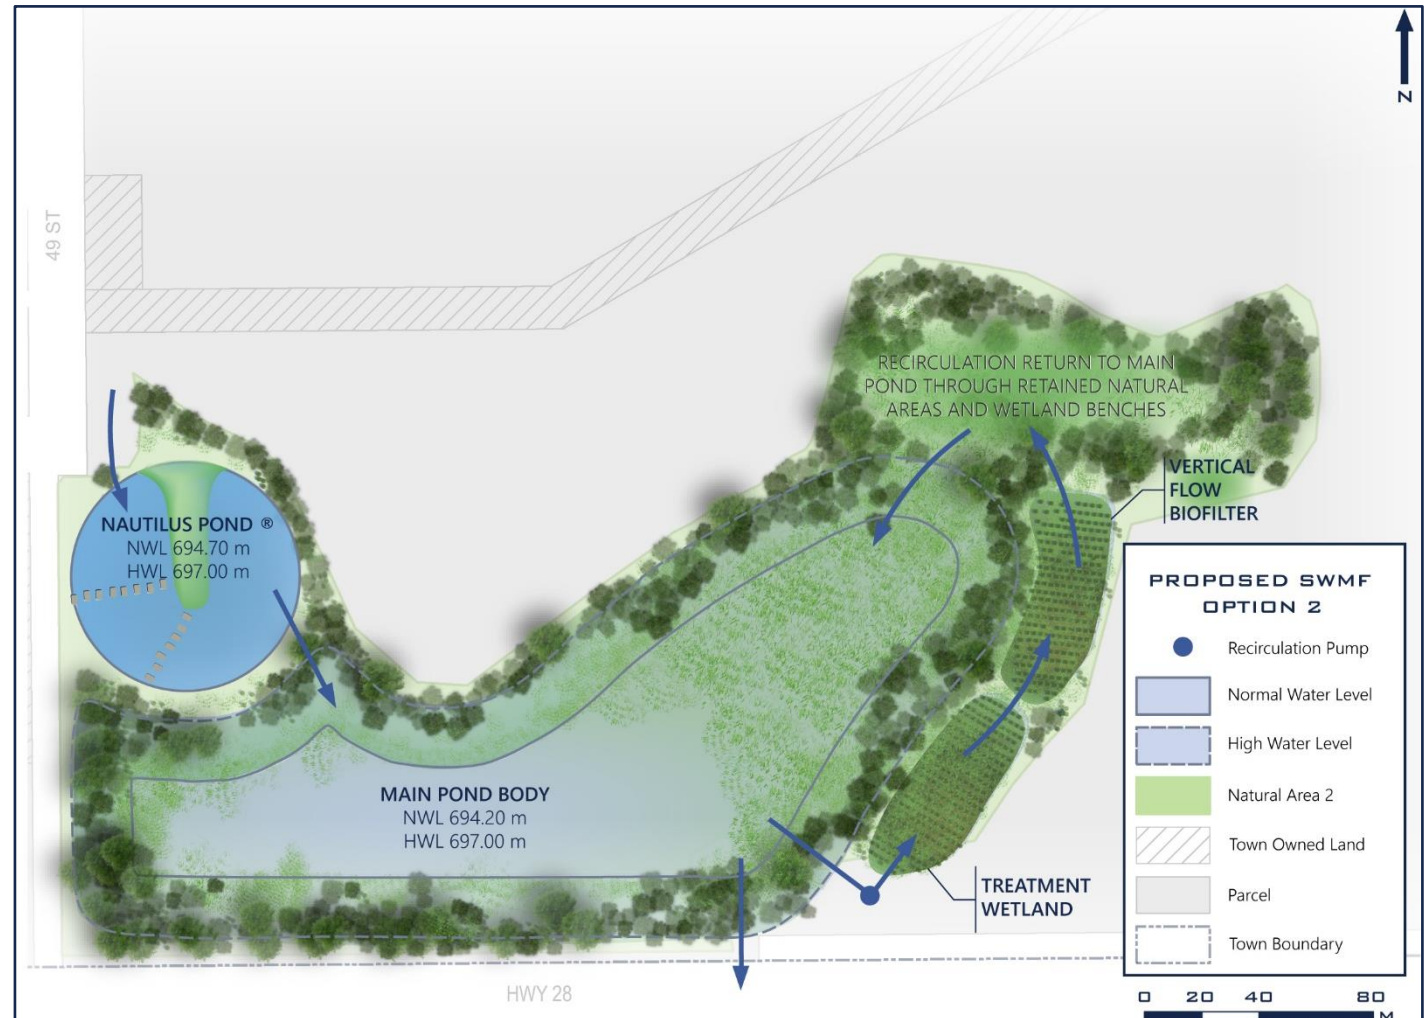 N
49 ST
RECIRCULATION RETURN TO MAIN
POND THROUGH RETAINED NATURAL
AREAS AND WETLAND BENCHES
VERTICAL
FLOW
BIOFILTER
NAUTILUS POND ®
NWL 694.70 m
HWL 697.00 m
MAIN POND BODY
NWL 694.20 m
HWL 697.00 m
TREATMENT
WETLAND
HWY 28
PROPOSED SWMF
OPTION 2
Recirculation Pump
Normal Water Level
High Water Level
Natural Area 2
Town Owned Land
Parcel
Town Boundary
0 20 40 80
M